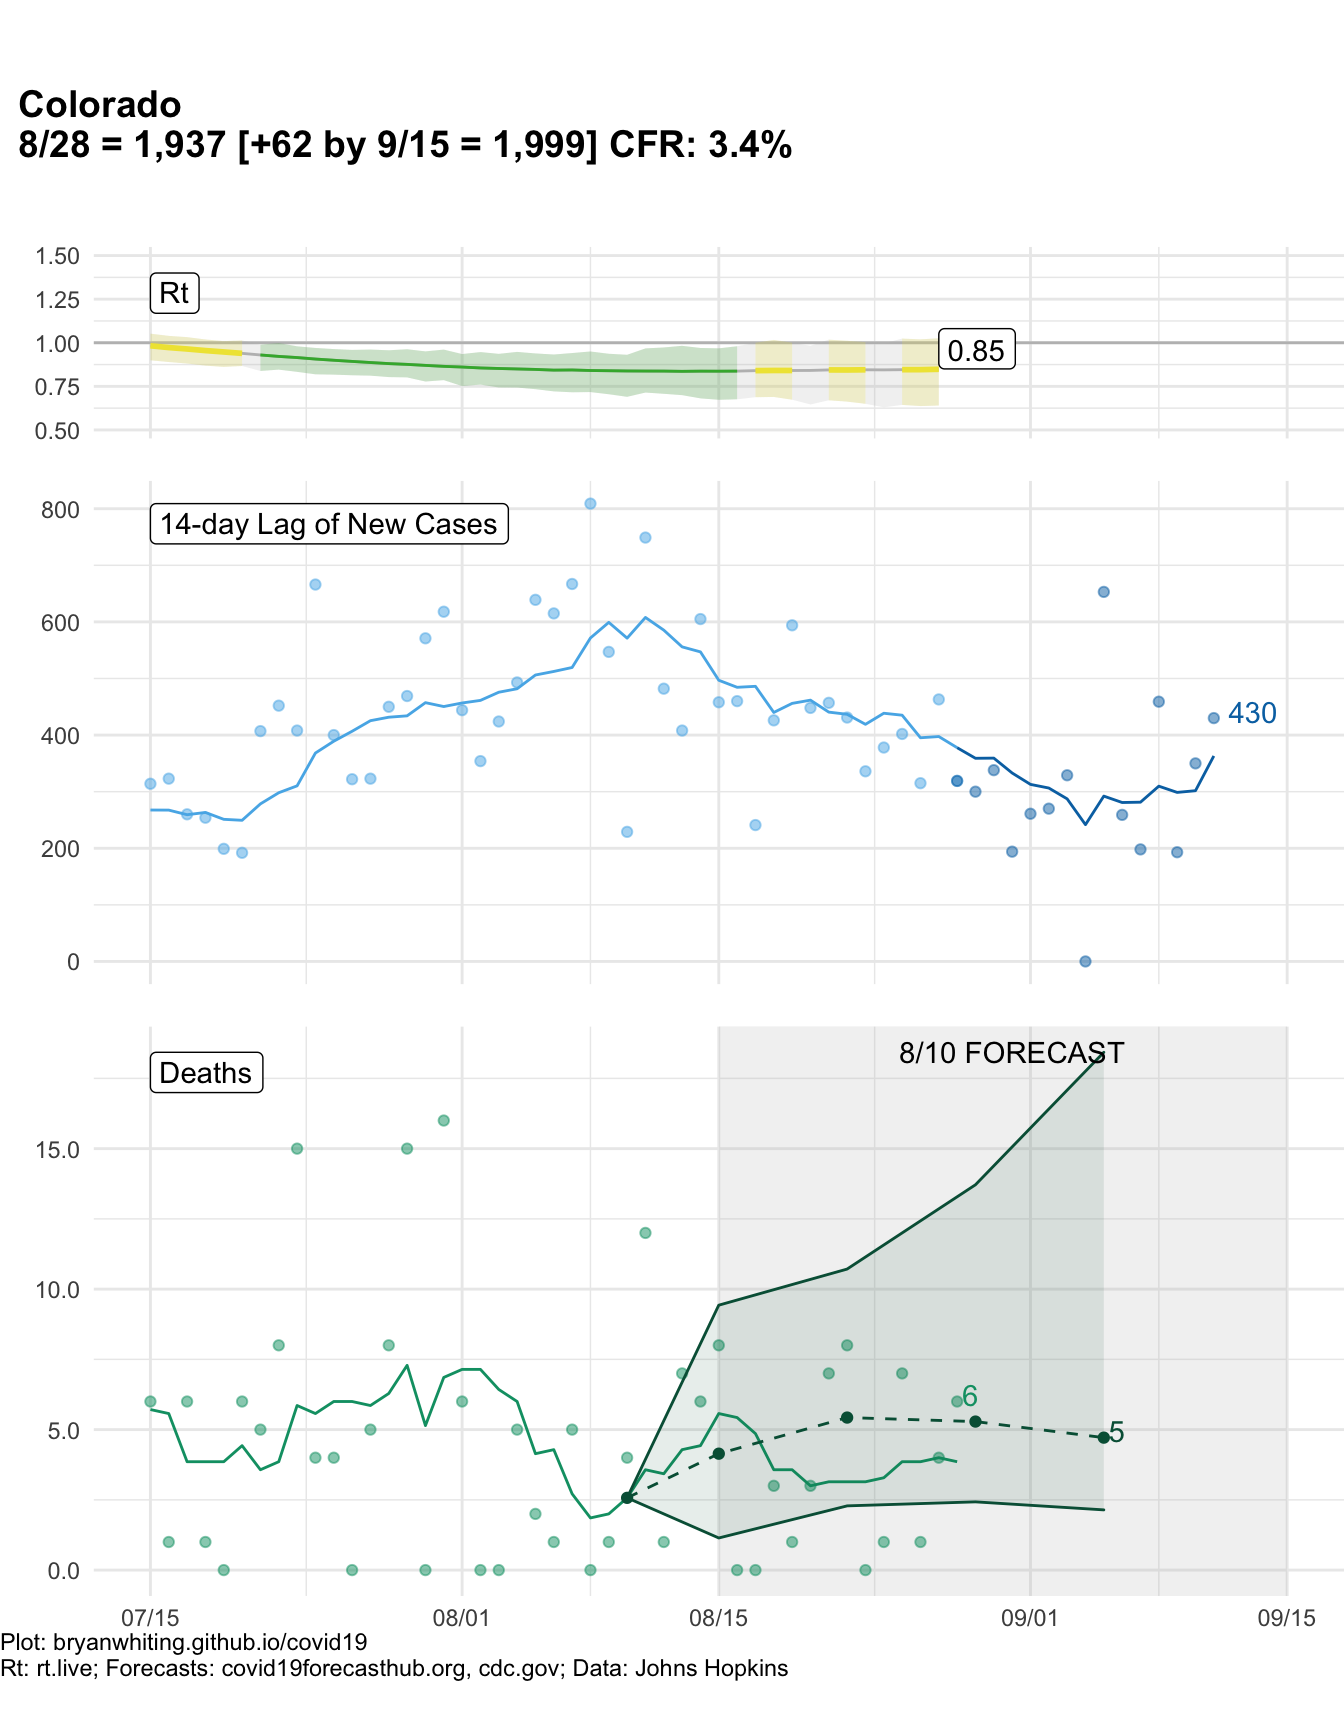 Colorado
8/28 = 1,937 [+62 by 9/15 = 1,999] CFR: 3.4%
1.50
1.25
1.00
0.75
0.50
Rt
0.85
800
600
400
200
0
14-day Lag of New Cases
430
15.0
10.0
5.0
0.0
Deaths
8/10 FORECAST
6
5
07/15 08/01 08/15 09/01 09/15
Plot: bryanwhiting.github.io/covid19
Rt: rt.live; Forecasts: covid19forecasthub.org, cdc.gov; Data: Johns Hopkins